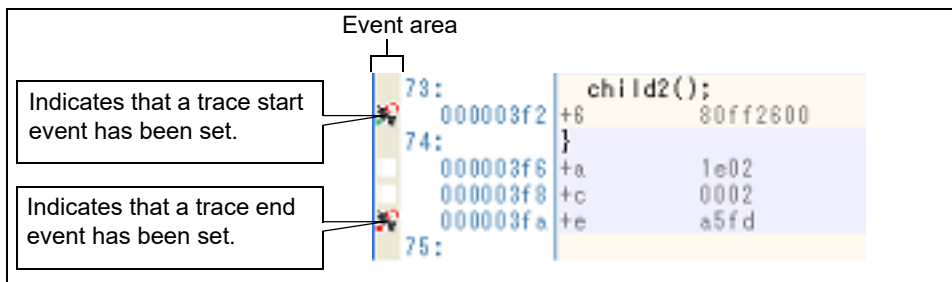 Event area
Indicates that a trace start
event has been set.
Indicates that a trace end
event has been set.
73: child2();
000003f2 +6 80ff2600
74: }
000003f6 +a 1e02
000003f8 +c 0002
000003fa +e a5fd
75: